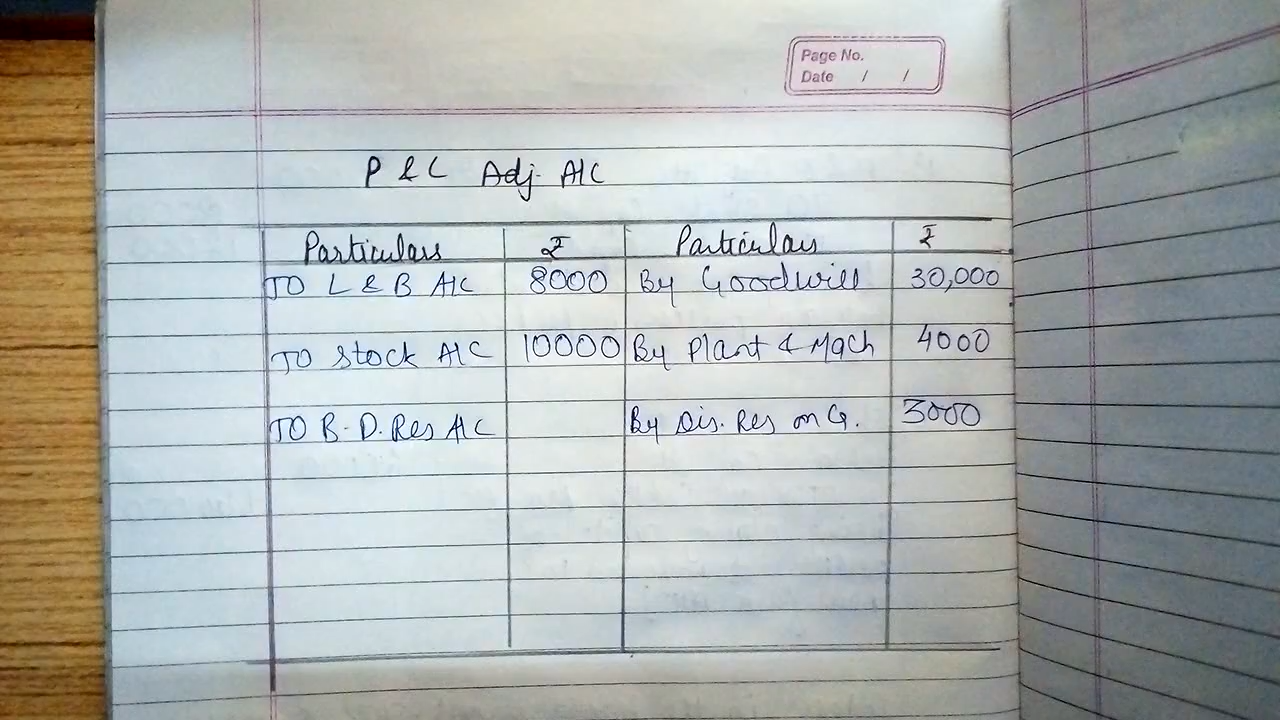 Page No.
Date / /
P & L Adj. A/C
Particulars ₹ Particulars ₹
TO L & B A/C 8000 By Goodwill 30,000
TO Stock A/C 10000 By Plant & Mach 4000
TO B.D. Res A/C By Dis. Res on C. 3000